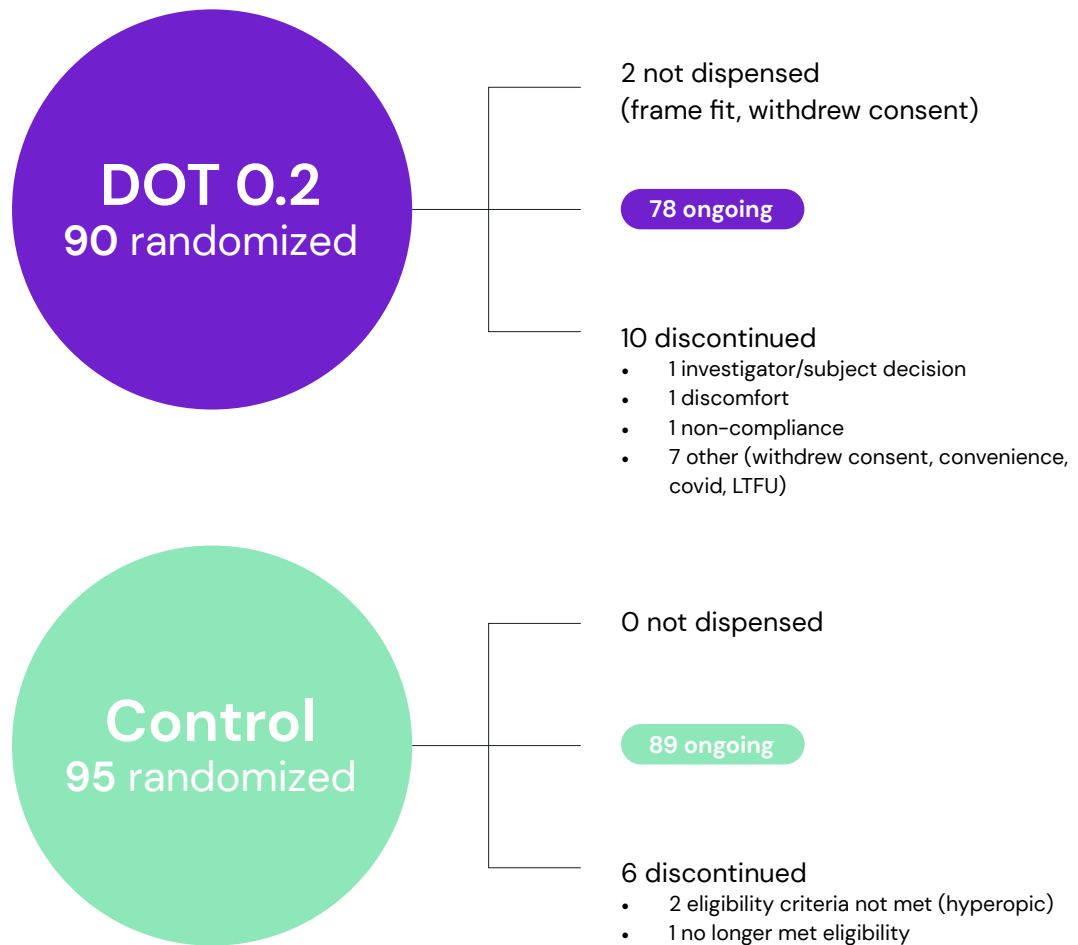 DOT 0.2
90 randomized
2 not dispensed
(frame fit, withdrew consent)
78 ongoing
10 discontinued
• 1 investigator/subject decision
• 1 discomfort
• 1 non-compliance
• 7 other (withdrew consent, convenience,
covid, LTFU)
Control
95 randomized
0 not dispensed
89 ongoing
6 discontinued
• 2 eligibility criteria not met (hyperopic)
• 1 no longer met eligibility